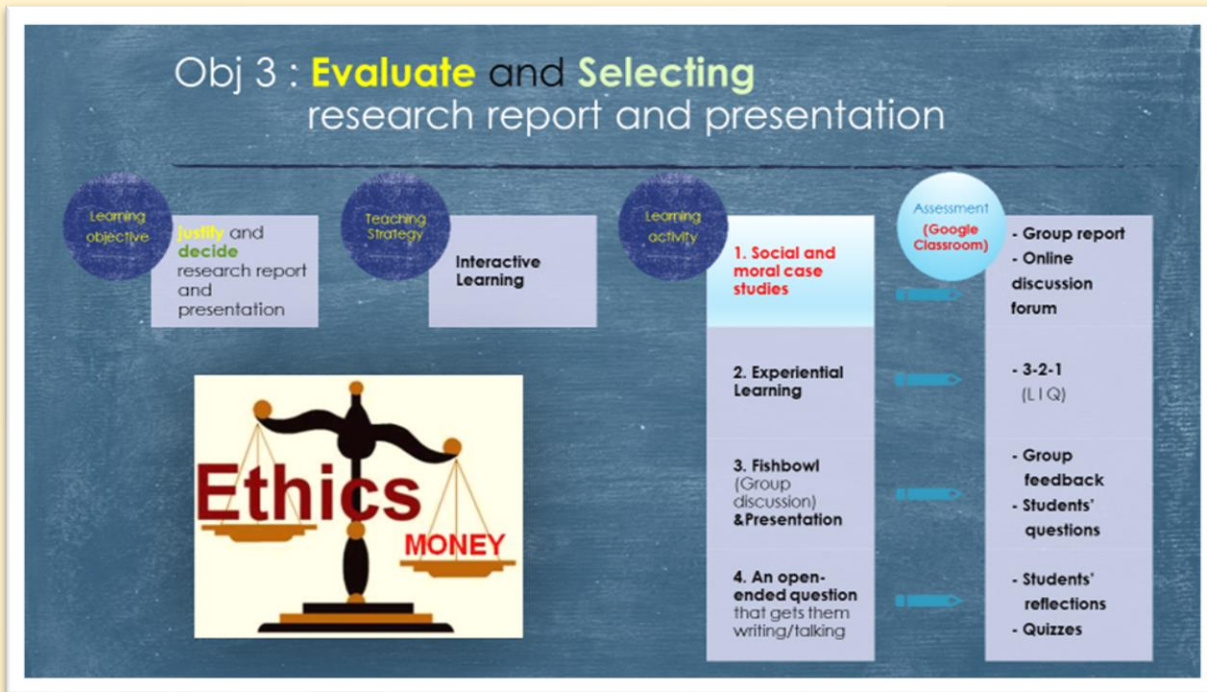 Obj 3 : Evaluate and Selecting
research report and presentation
Learning
objective
justify and
decide
research report
and
presentation
Teaching
Strategy
Interactive
Learning
Learning
activity
1. Social and
moral case
studies
2. Experiential
Learning
3. Fishbowl
(Group
discussion)
&Presentation
4. An open-
ended question
that gets them
writing/talking
Assessment
(Google
Classroom)
- Group report
- Online
discussion
forum
- 3-2-1
(L I Q)
- Group
feedback
- Students'
questions
- Students'
reflections
- Quizzes
Ethics
MONEY